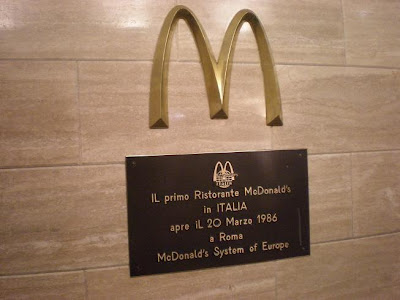 IL primo Ristorante McDonald's
in ITALIA
apre iL 20 Marzo 1986
a Roma
McDonald's System of Europe